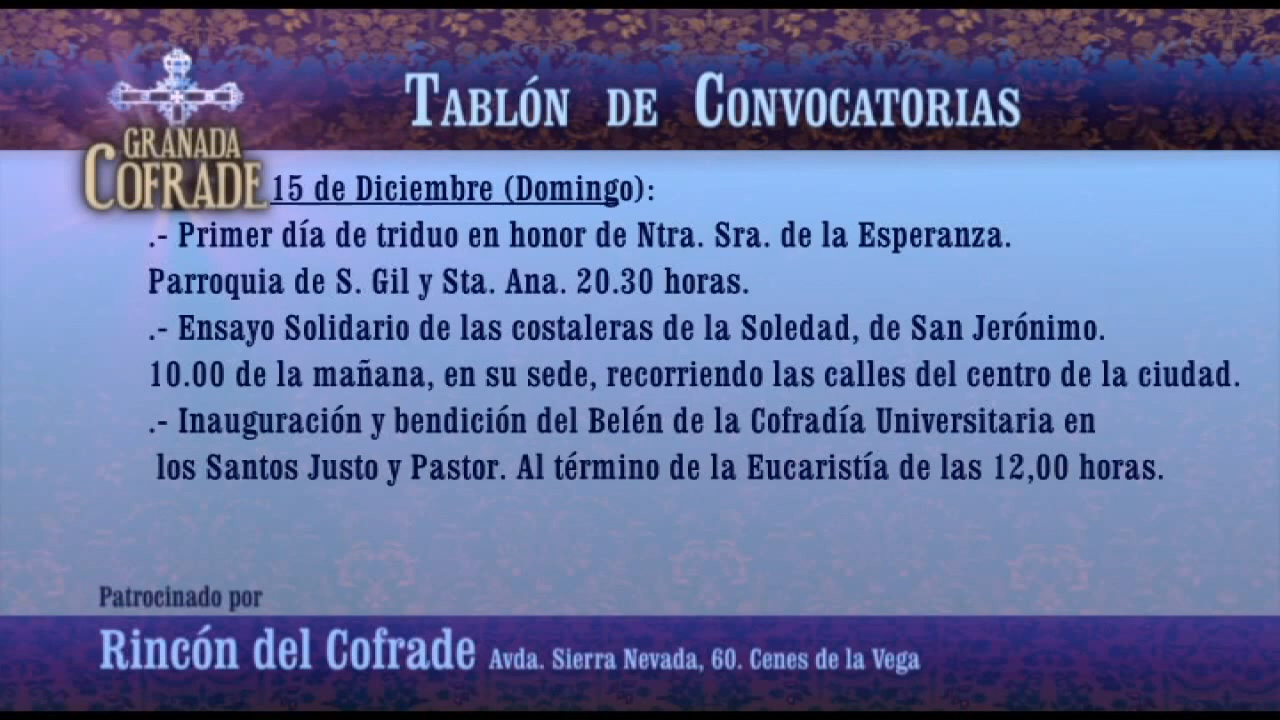 Tablón de Convocatorias
GRANADA
COFRADE
15 de Diciembre (Domingo):
.- Primer día de triduo en honor de Ntra. Sra. de la Esperanza.
Parroquia de S. Gil y Sta. Ana. 20.30 horas.
.- Ensayo Solidario de las costaleras de la Soledad, de San Jerónimo.
10.00 de la mañana, en su sede, recorriendo las calles del centro de la ciudad.
.- Inauguración y bendición del Belén de la Cofradía Universitaria en
los Santos Justo y Pastor. Al término de la Eucaristía de las 12,00 horas.
Patrocinado por
Rincón del Cofrade Avda. Sierra Nevada, 60. Cenes de la Vega